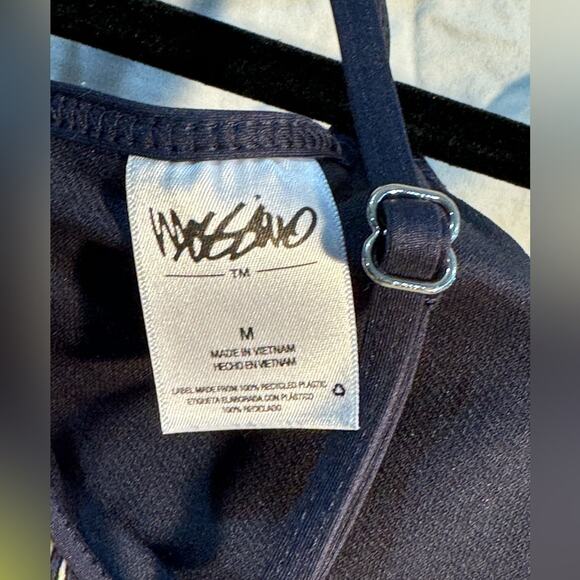 Mossimo
TM
M
MADE IN VIETNAM
HECHO EN VIETNAM
LABEL MADE FROM 100% RECYCLED PLASTIC
ETIQUETA ELABORADA CON PLÁSTICO
100% RECICLADO